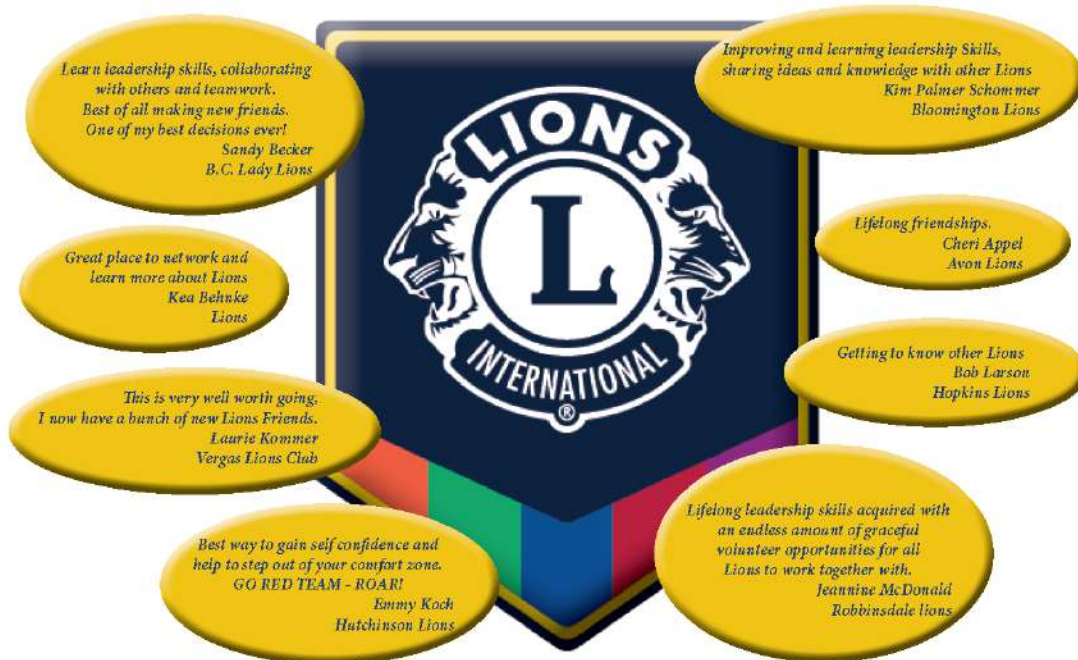 Learn leadership skills, collaborating
with others and teamwork.
Best of all making new friends.
One of my best decisions ever!
Sandy Becker
B.C. Lady Lions
Improving and learning leadership Skills,
sharing ideas and knowledge with other Lions
Kim Palmer Schommer
Bloomington Lions
LIONS
L
INTERNATIONAL
®
Great place to network and
learn more about Lions
Kea Behnke
Lions
Lifelong friendships.
Cheri Appel
Avon Lions
This is very well worth going,
I now have a bunch of new Lions Friends.
Laurie Kommer
Vergas Lions Club
Getting to know other Lions
Bob Larson
Hopkins Lions
Best way to gain self confidence and
help to step out of your comfort zone.
GO RED TEAM - ROAR!
Emmy Koch
Hutchinson Lions
Lifelong leadership skills acquired with
an endless amount of graceful
volunteer opportunities for all
Lions to work together with.
Jeannine McDonald
Robbinsdale lions